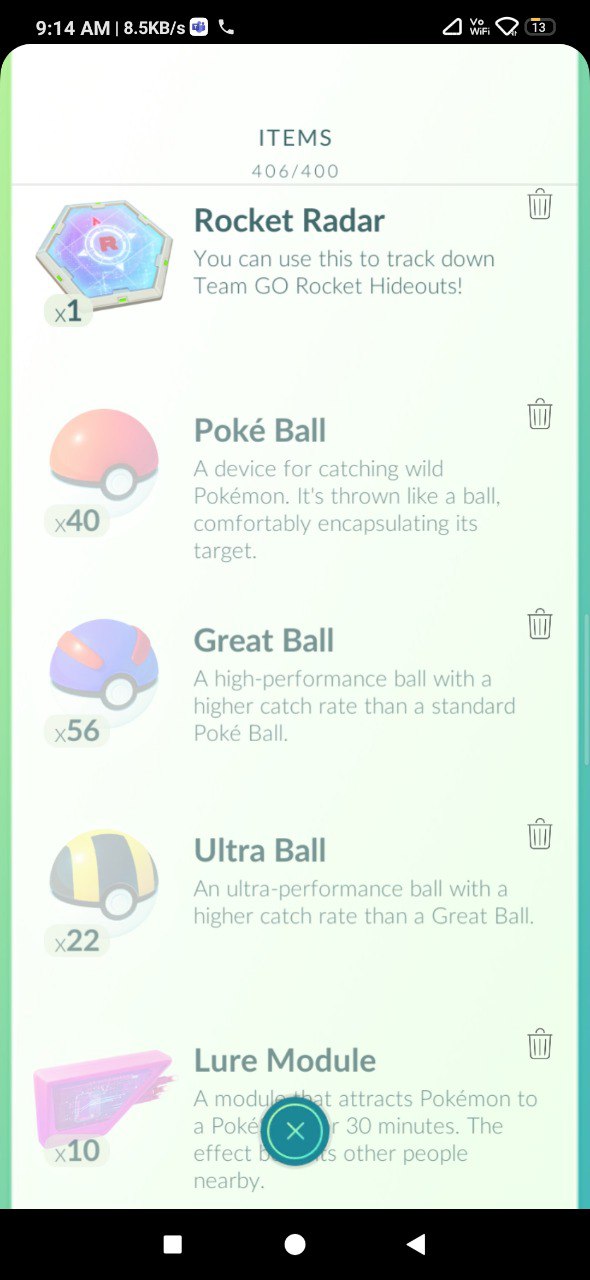 9:14 AM | 8.5KB/s
Vo
WiFi
13
ITEMS
406/400
Rocket Radar
You can use this to track down
Team GO Rocket Hideouts!
R
x1
Poké Ball
A device for catching wild
Pokémon. It's thrown like a ball,
comfortably encapsulating its
target.
x40
Great Ball
A high-performance ball with a
higher catch rate than a standard
Poké Ball.
x56
Ultra Ball
An ultra-performance ball with a
higher catch rate than a Great Ball.
x22
Lure Module
A module that attracts Pokémon to
a Poké r 30 minutes. The
effect b ts other people
nearby.
x10